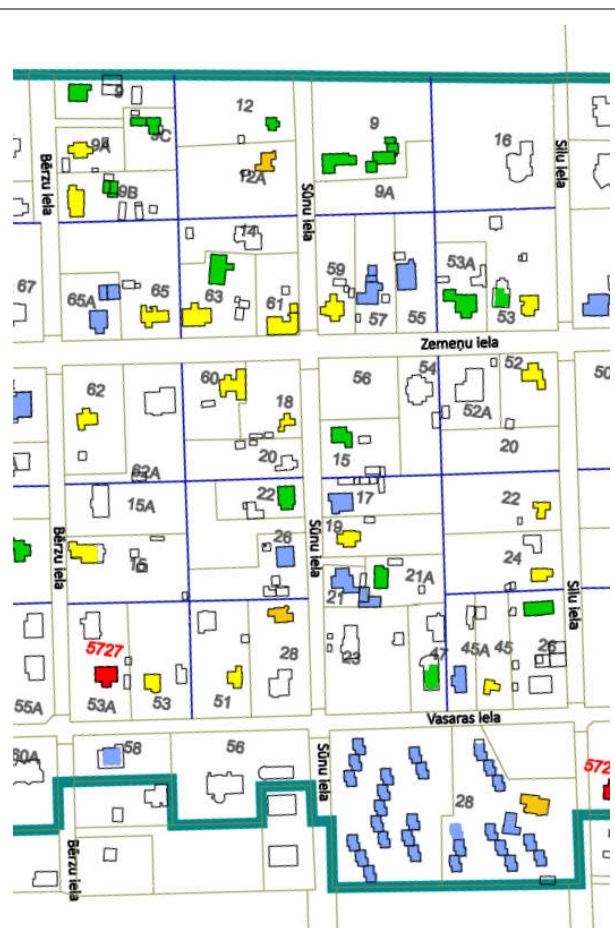 9
12
9
9C
16
9A
12A
9A
9B
Bērzu iela
Sūnu iela
Siļu iela
14
67
65A
65
63
61
59
57
55
53A
53
Zemeņu iela
62
60
18
56
54
52
52A
50
20
15
20
62A
15A
22
17
22
26
19
24
15
Bērzu iela
Sūnu iela
Siļu iela
21
21A
5727
28
23
47
45A
45
26
55A
53A
53
51
Vasaras iela
60A
58
56
Sūnu iela
28
Bērzu iela